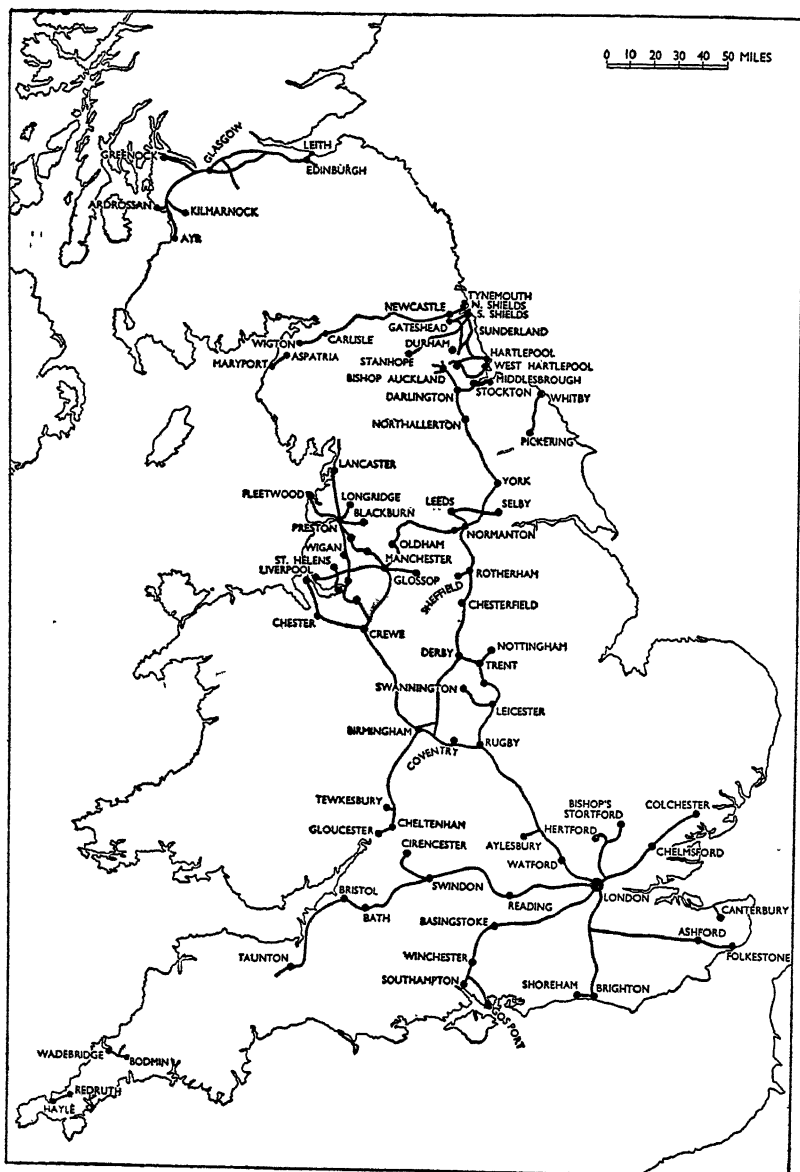 0 10 20 30 40 50 MILES
GLASGOW
LEITH
GREENOCK
EDINBURGH
ARDROSSAN
KILMARNOCK
AYR
TYNEMOUTH
NEWCASTLE
N. SHIELDS
S. SHIELDS
GATESHEAD
SUNDERLAND
CARLISLE
WIGTON
DURHAM
ASPATRIA
STANHOPE
HARTLEPOOL
MARYPORT
WEST HARTLEPOOL
BISHOP AUCKLAND
MIDDLESBROUGH
DARLINGTON
STOCKTON
WHITBY
NORTHALLERTON
PICKERING
LANCASTER
YORK
FLEETWOOD
LONGRIDGE
LEEDS
SELBY
BLACKBURN
PRESTON
NORMANTON
OLDHAM
WIGAN
MANCHESTER
ST. HELENS
LIVERPOOL
GLOSSOP
ROTHERHAM
SHEFFIELD
CHESTERFIELD
CHESTER
CREWE
NOTTINGHAM
DERBY
TRENT
SWANNINGTON
LEICESTER
BIRMINGHAM
COVENTRY
RUGBY
TEWKESBURY
BISHOP'S
STORTFORD
COLCHESTER
CHELTENHAM
GLOUCESTER
HERTFORD
CIRENCESTER
AYLESBURY
CHELMSFORD
WATFORD
BRISTOL
SWINDON
READING
LONDON
BATH
CANTERBURY
BASINGSTOKE
ASHFORD
TAUNTON
WINCHESTER
FOLKESTONE
SOUTHAMPTON
SHOREHAM
BRIGHTON
GOSPORT
WADEBRIDGE
BODMIN
REDRUTH
HAYLE